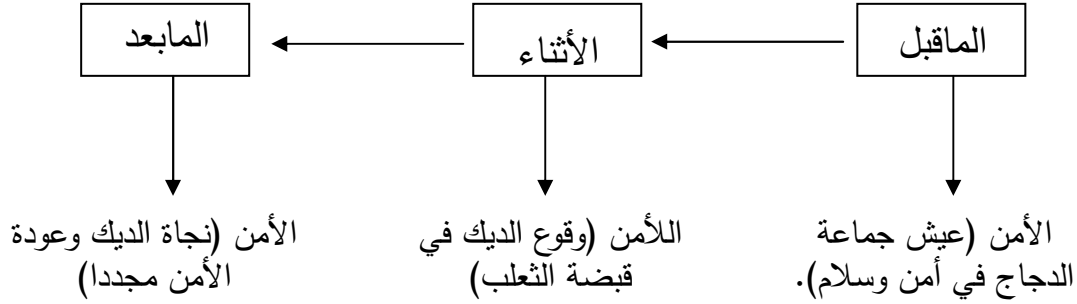 الماقبل
الأثناء
المابعد
الأمن (عيش جماعة
الدجاج في أمن وسلام).
اللأمن (وقوع الديك في
قبضة الثعلب)
الأمن (نجاة الديك وعودة
الأمن مجددا)